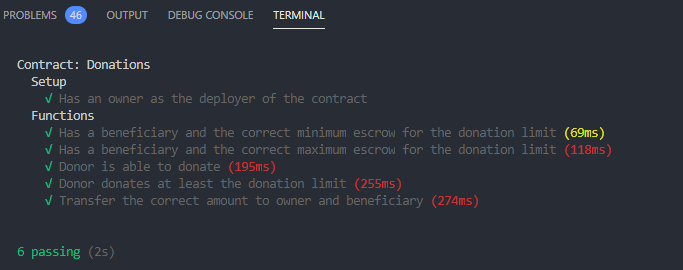 PROBLEMS 46 OUTPUT DEBUG CONSOLE TERMINAL
Contract: Donations
Setup
√ Has an owner as the deployer of the contract
Functions
√ Has a beneficiary and the correct minimum escrow for the donation limit (69ms)
√ Has a beneficiary and the correct maximum escrow for the donation limit (118ms)
√ Donor is able to donate (195ms)
√ Donor donates at least the donation limit (255ms)
√ Transfer the correct amount to owner and beneficiary (274ms)
6 passing (2s)